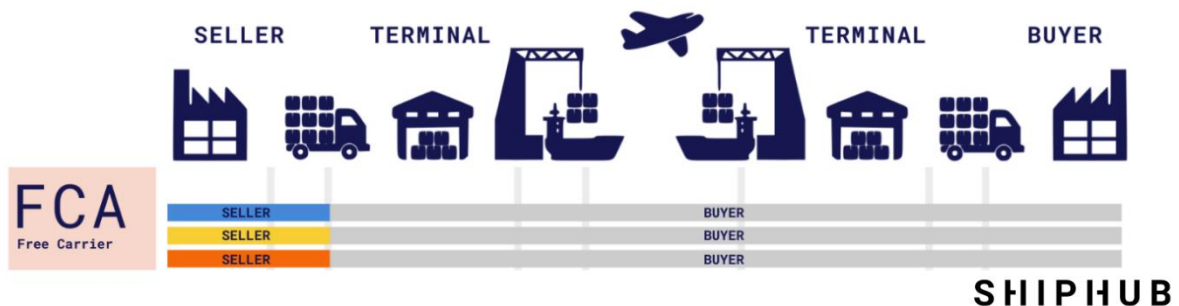 SELLER TERMINAL TERMINAL BUYER
FCA
Free Carrier
SELLER BUYER
SELLER BUYER
SELLER BUYER
SHIPHUB